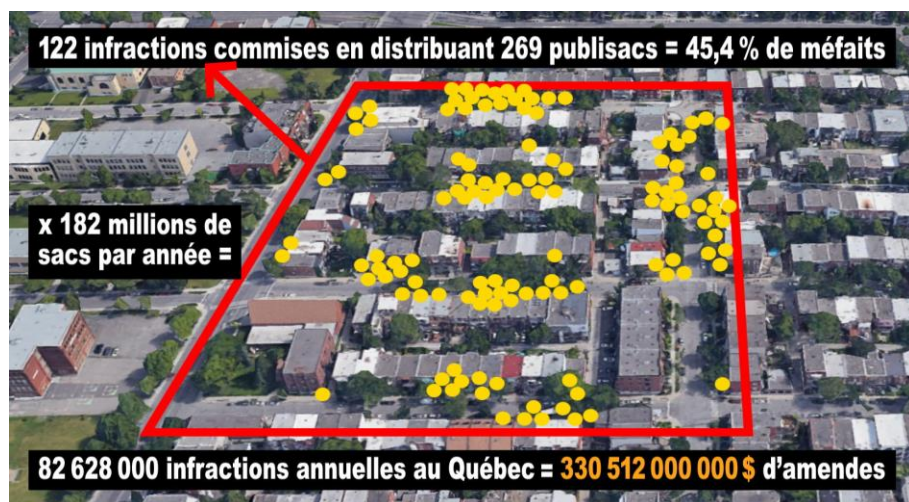 122 infractions commises en distribuant 269 publisacs = 45,4 % de méfaits
x 182 millions de
sacs par année =
82 628 000 infractions annuelles au Québec = 330 512 000 000 $ d’amendes